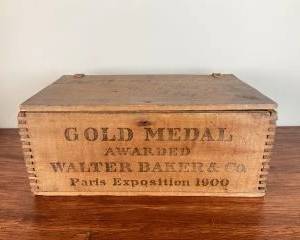 GOLD MEDAL
AWARDED
WALTER BAKER & Co.
Paris Exposition 1900